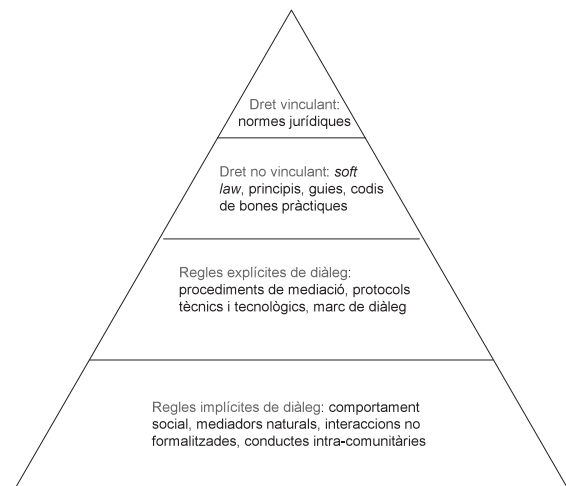 Dret vinculant:
normes jurídiques
Dret no vinculant: soft
law, principis, guies, codis
de bones pràctiques
Regles explícites de diàleg:
procediments de mediació, protocols
tècnics i tecnològics, marc de diàleg
Regles implícites de diàleg: comportament
social, mediadors naturals, interaccions no
formalitzades, conductes intra-comunitàries